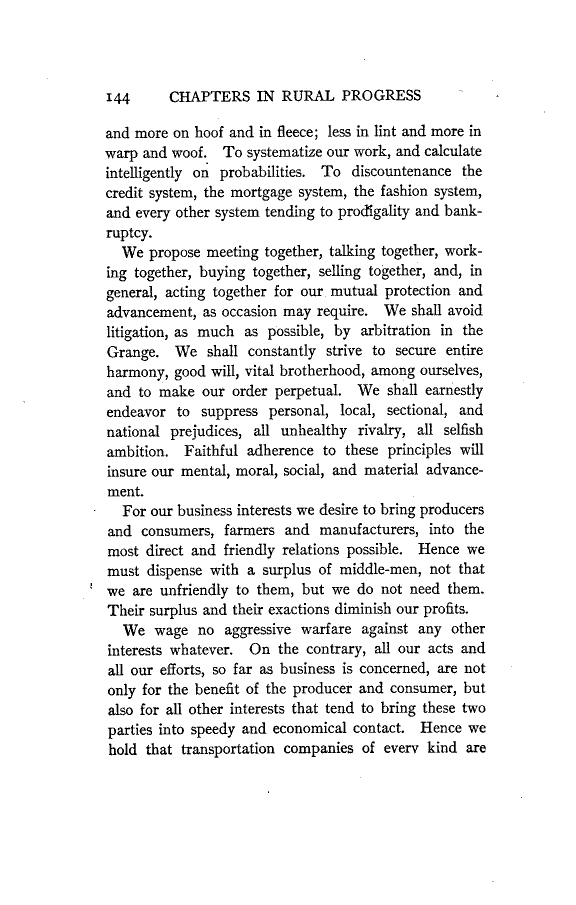 144 CHAPTERS IN RURAL PROGRESS
and more on hoof and in fleece; less in lint and more in
warp and woof. To systematize our work, and calculate
intelligently on probabilities. To discountenance the
credit system, the mortgage system, the fashion system,
and every other system tending to prodigality and bank-
ruptcy.
We propose meeting together, talking together, work-
ing together, buying together, selling together, and, in
general, acting together for our mutual protection and
advancement, as occasion may require. We shall avoid
litigation, as much as possible, by arbitration in the
Grange. We shall constantly strive to secure entire
harmony, good will, vital brotherhood, among ourselves,
and to make our order perpetual. We shall earnestly
endeavor to suppress personal, local, sectional, and
national prejudices, all unhealthy rivalry, all selfish
ambition. Faithful adherence to these principles will
insure our mental, moral, social, and material advance-
ment.
For our business interests we desire to bring producers
and consumers, farmers and manufacturers, into the
most direct and friendly relations possible. Hence we
must dispense with a surplus of middle-men, not that
we are unfriendly to them, but we do not need them.
Their surplus and their exactions diminish our profits.
We wage no aggressive warfare against any other
interests whatever. On the contrary, all our acts and
all our efforts, so far as business is concerned, are not
only for the benefit of the producer and consumer, but
also for all other interests that tend to bring these two
parties into speedy and economical contact. Hence we
hold that transportation companies of every kind are